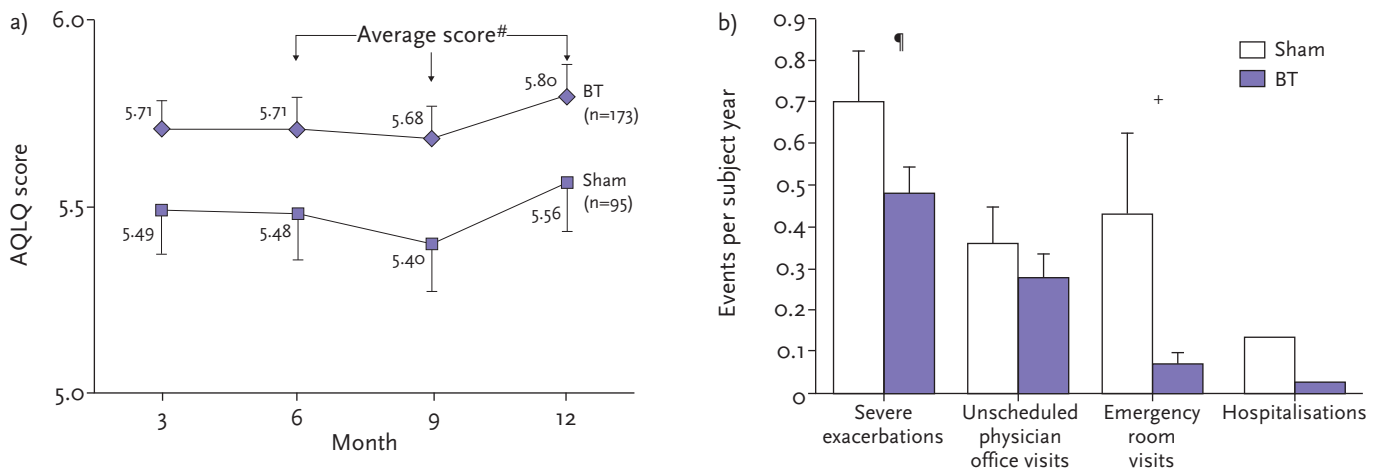 a)
6.0
5.5
5.0
AQLQ score
Average score#
5.71
5.71
5.68
5.80
BT
(n=173)
5.49
5.48
5.40
5.56
Sham
(n=95)
3
6
9
12
Month
b)
0.9
0.8
0.7
0.6
0.5
0.4
0.3
0.2
0.1
0
Events per subject year
¶
+
Sham
BT
Severe
exacerbations
Unscheduled
physician
office visits
Emergency
room
visits
Hospitalisations